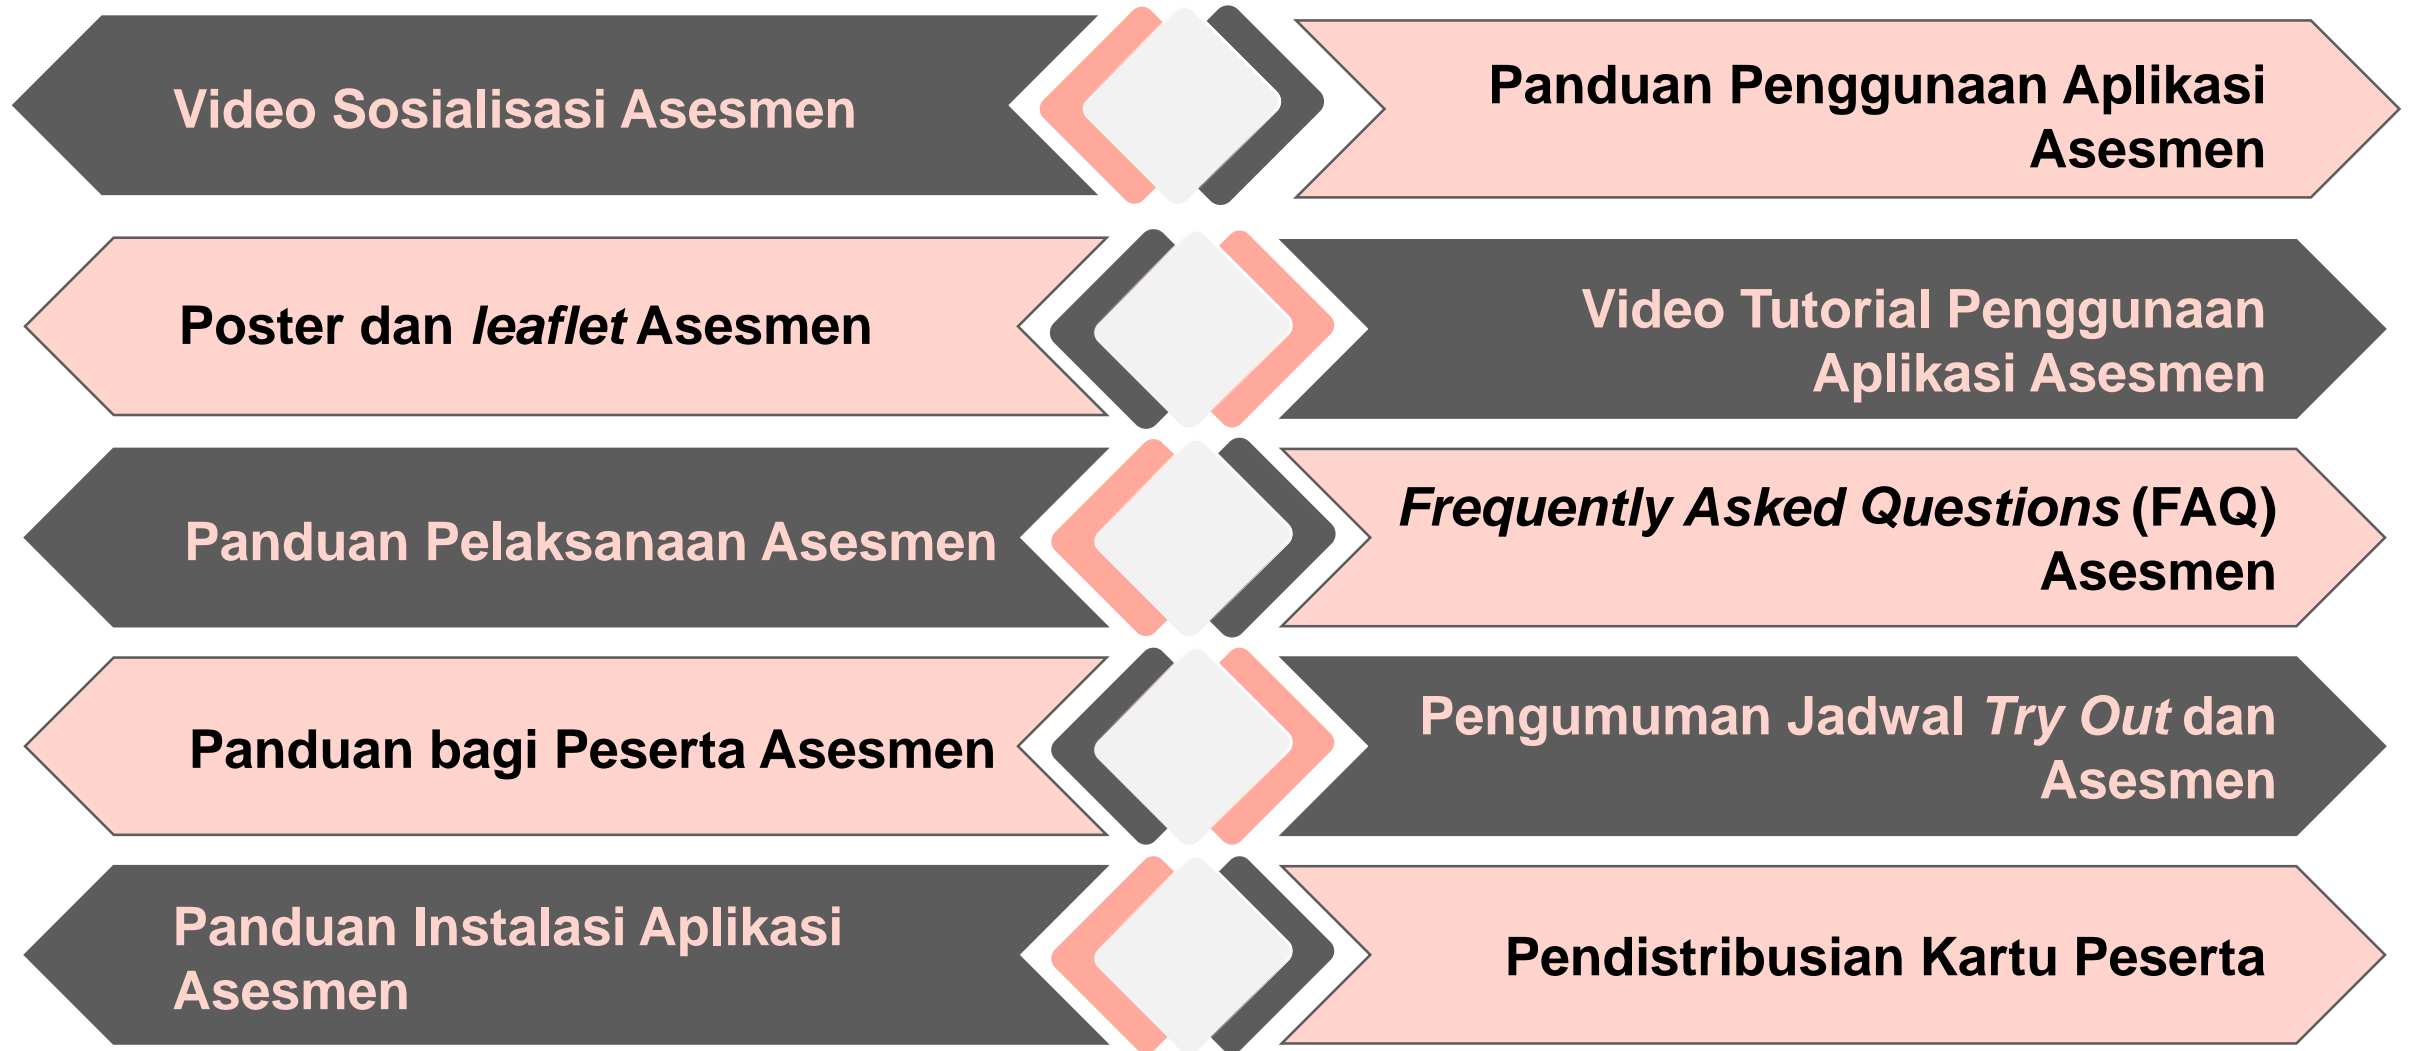 Video Sosialisasi Asesmen
Poster dan leaflet Asesmen
Panduan Pelaksanaan Asesmen
Panduan bagi Peserta Asesmen
Panduan Instalasi Aplikasi
Asesmen
Panduan Penggunaan Aplikasi
Asesmen
Video Tutorial Penggunaan
Aplikasi Asesmen
Frequently Asked Questions (FAQ)
Asesmen
Pengumuman Jadwal Try Out dan
Asesmen
Pendistribusian Kartu Peserta